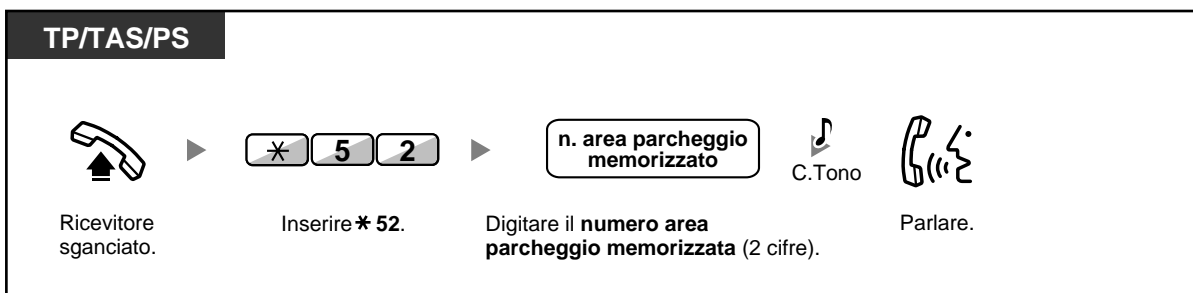 TP/TAS/PS
* 5 2
n. area parcheggio
memorizzato
C.Tono
Ricevitore
sganciato.
Inserire * 52.
Digitare il numero area
parcheggio memorizzata (2 cifre).
Parlare.